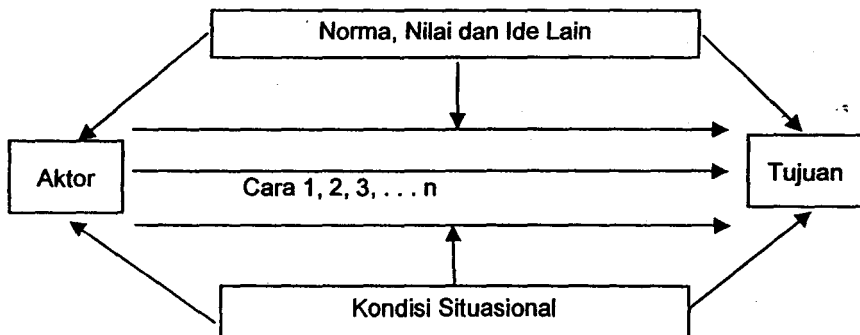 Norma, Nilai dan Ide Lain
Aktor
Cara 1, 2, 3, . . . n
Tujuan
Kondisi Situasional